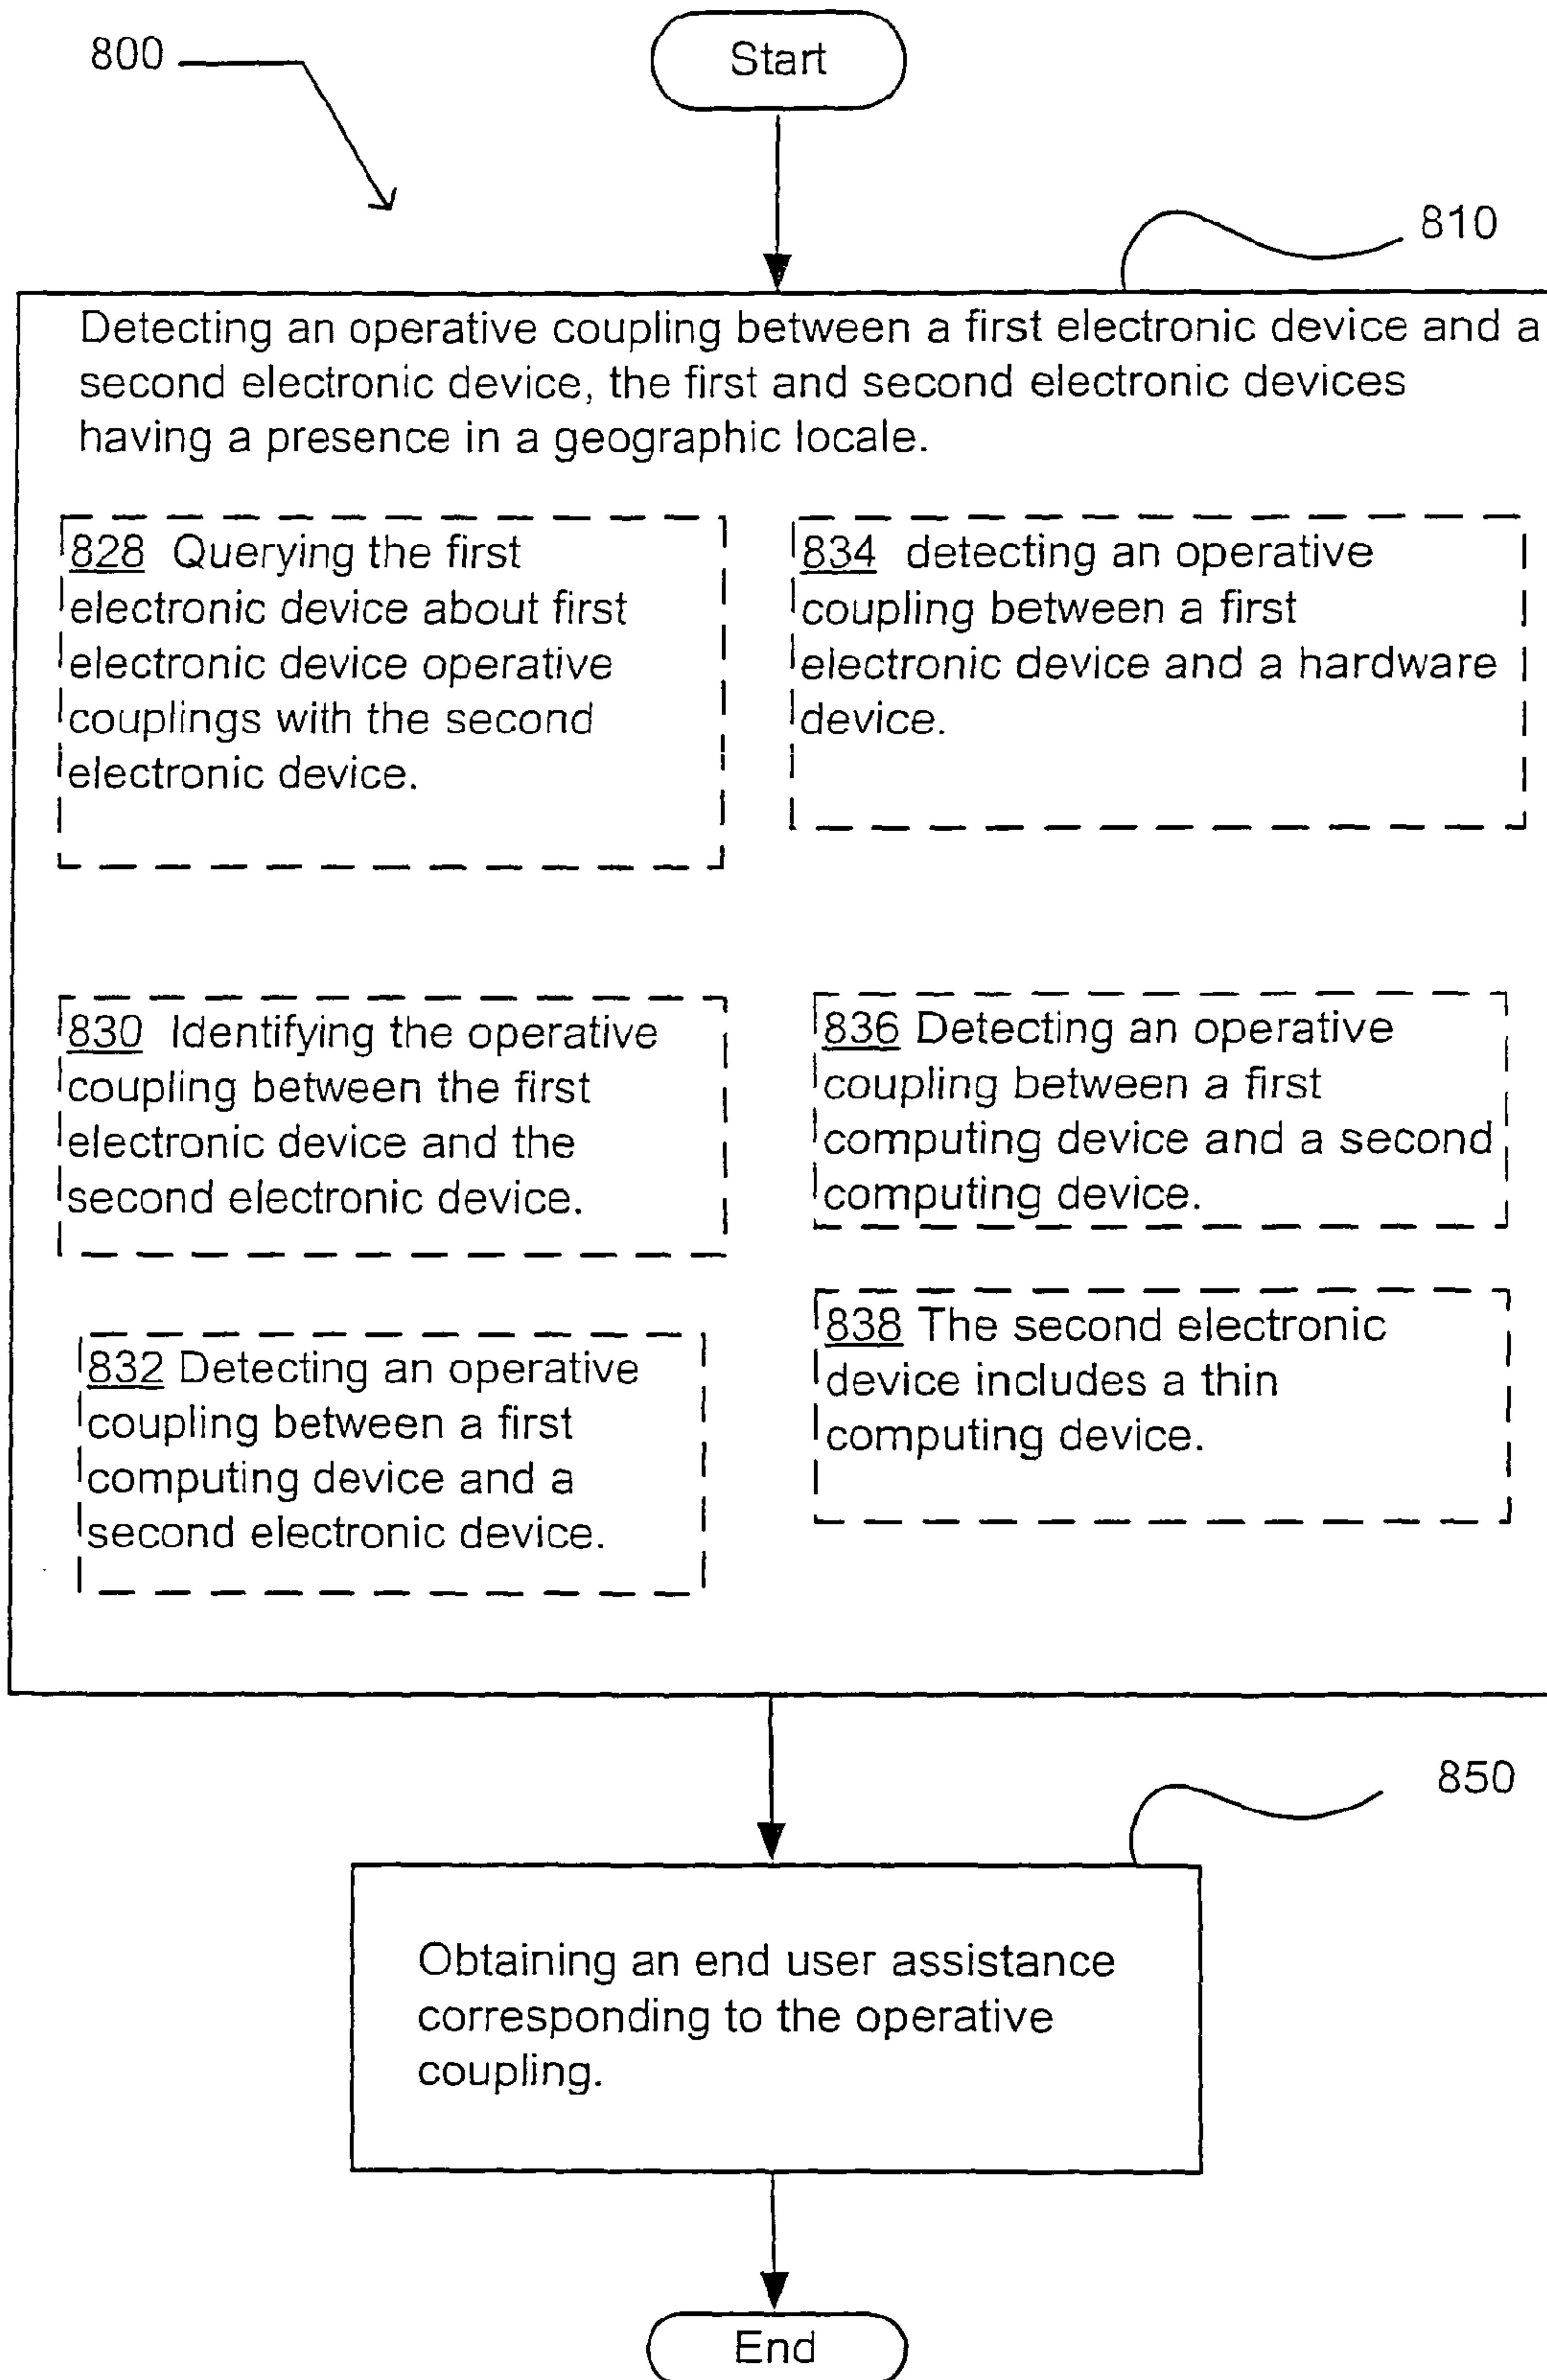 800
Start
810
Detecting an operative coupling between a first electronic device and a
second electronic device, the first and second electronic devices
having a presence in a geographic locale.
828 Querying the first
electronic device about first
electronic device operative
couplings with the second
electronic device.
834 detecting an operative
coupling between a first
electronic device and a hardware
device.
830 Identifying the operative
coupling between the first
electronic device and the
second electronic device.
836 Detecting an operative
coupling between a first
computing device and a second
computing device.
832 Detecting an operative
coupling between a first
computing device and a
second electronic device.
838 The second electronic
device includes a thin
computing device.
850
Obtaining an end user assistance
corresponding to the operative
coupling.
End